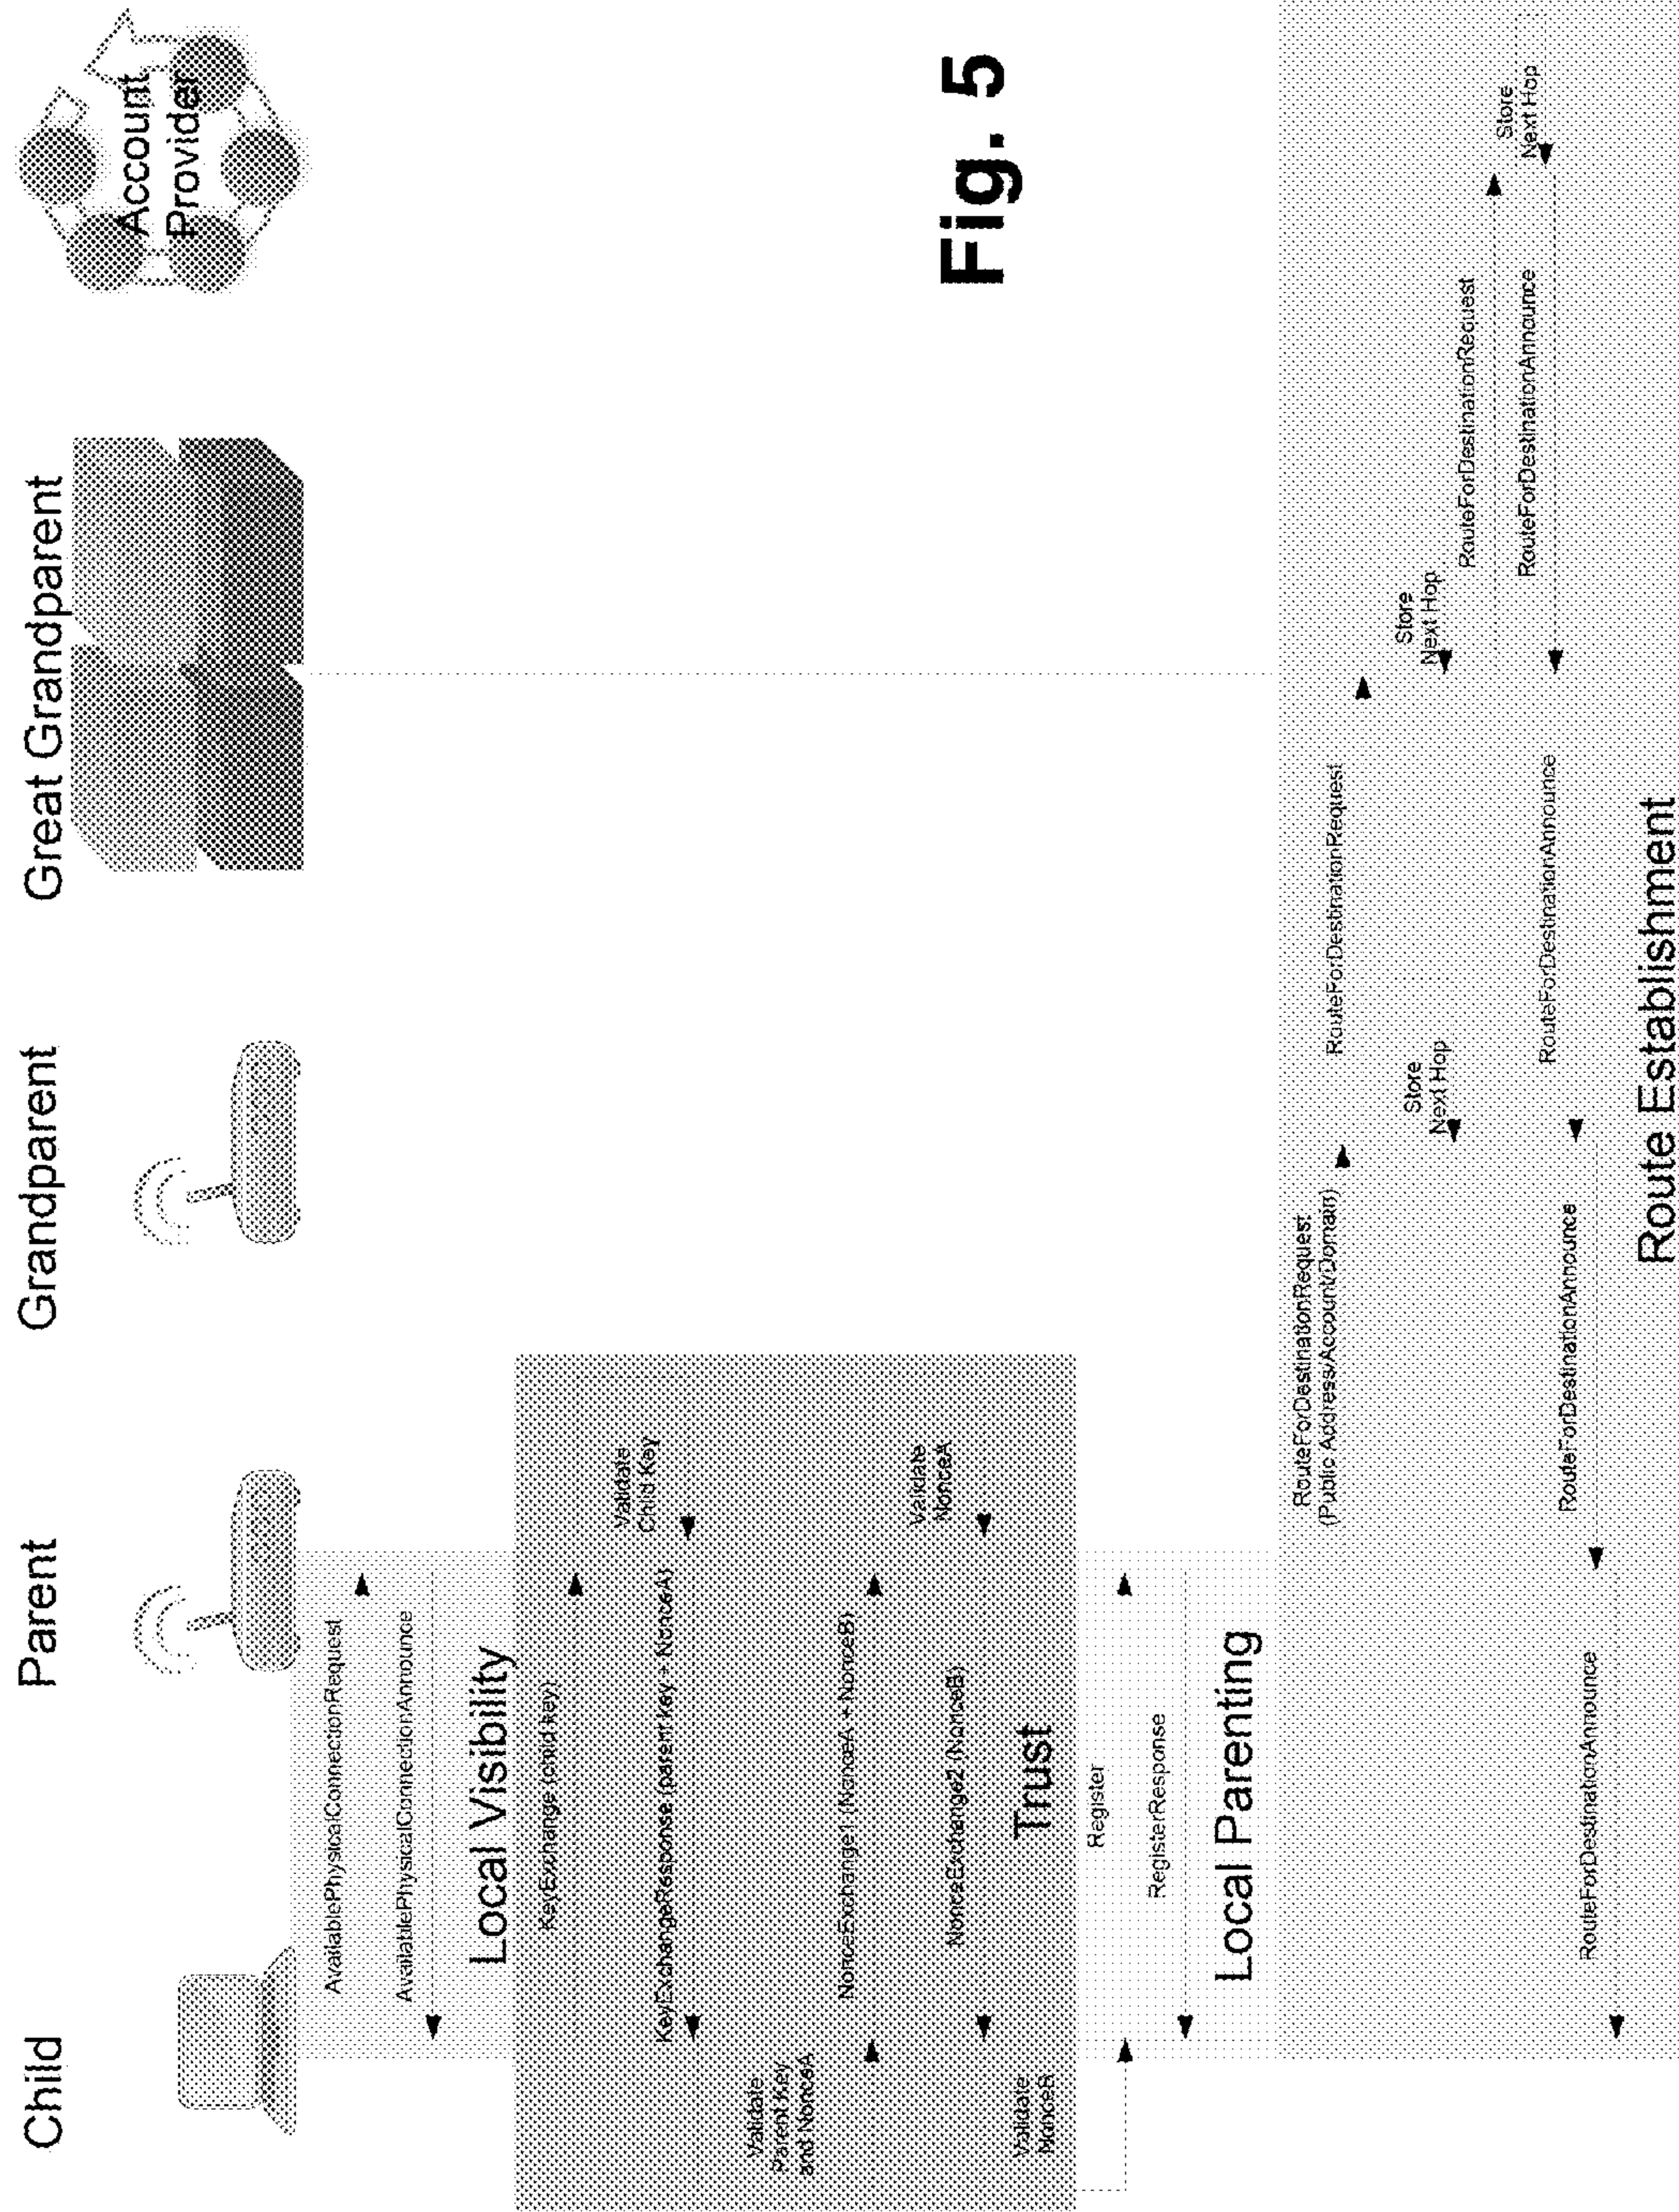 Child
Parent
Grandparent
Great Grandparent
Account
Provider
AvailablePhysicalConnectionRequest
AvailablePhysicalConnectionAnnounce
Local Visibility
KeyExchange (child key)
Validate
Child Key
KeyExchangeResponse (parent key + NonceA)
Validate
Parent Key
and NonceA
NonceExchange1 (NonceA + NonceB)
Validate
NonceA
NonceExchange2 (NonceB)
Validate
NonceB
Trust
Register
RegisterResponse
Local Parenting
Fig. 5
RouteForDestinationRequest
(Public Address/Account/Domain)
RouteForDestinationRequest
Store
Next Hop
Store
Next Hop
RouteForDestinationRequest
Store
Next Hop
RouteForDestinationAnnounce
RouteForDestinationAnnounce
RouteForDestinationAnnounce
RouteForDestinationAnnounce
Route Establishment